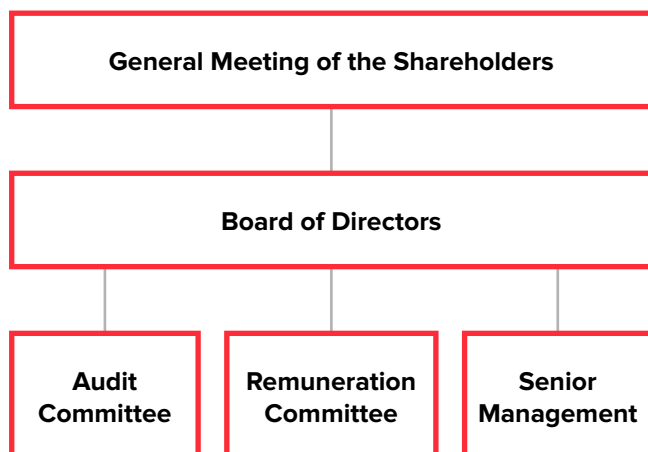 General Meeting of the Shareholders
Board of Directors
Audit
Committee
Remuneration
Committee
Senior
Management